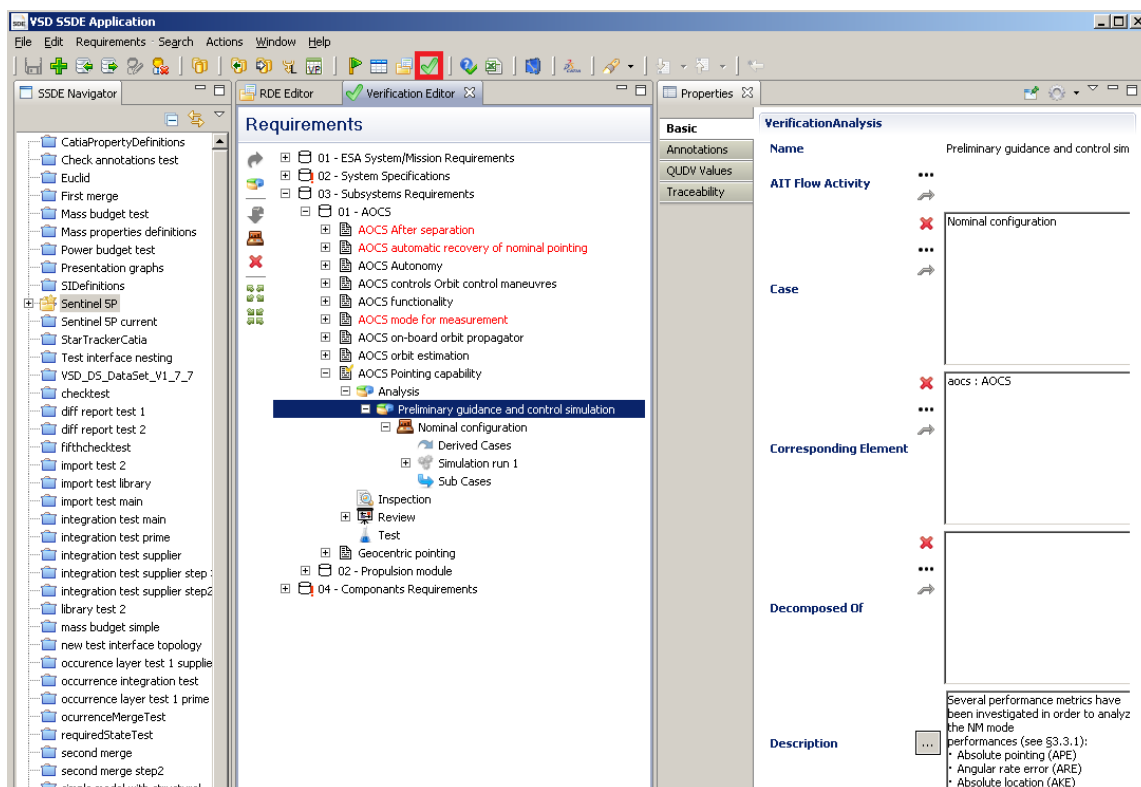 VSD SSDE Application
File Edit Requirements Search Actions Window Help
VP
SSDE Navigator
CatiaPropertyDefinitions
Check annotations test
Euclid
First merge
Mass budget test
Mass properties definitions
Power budget test
Presentation graphs
SIDefinitions
Sentinel 5P
Sentinel 5P current
StarTrackerCatia
Test interface nesting
VSD_DS_DataSet_V1_7_7
checktest
diff report test 1
diff report test 2
fifthchecktest
import test 2
import test library
import test main
integration test main
integration test prime
integration test supplier
integration test supplier step
integration test supplier step2
library test 2
mass budget simple
new test interface topology
occurence layer test 1 supplie
occurrence integration test
occurrence layer test 1 prime
ocurrenceMergeTest
requiredStateTest
second merge
second merge step2
RDE Editor
Verification Editor
Requirements
01 - ESA System/Mission Requirements
02 - System Specifications
03 - Subsystems Requirements
01 - AOCS
AOCS After separation
AOCS automatic recovery of nominal pointing
AOCS Autonomy
AOCS controls Orbit control maneuvres
AOCS functionality
AOCS mode for measurement
AOCS on-board orbit propagator
AOCS orbit estimation
AOCS Pointing capability
Analysis
Preliminary guidance and control simulation
Nominal configuration
Derived Cases
Simulation run 1
Sub Cases
Inspection
Review
Test
Geocentric pointing
02 - Propulsion module
04 - Componants Requirements
Properties
Basic
Annotations
QUDV Values
Traceability
VerificationAnalysis
Name
Preliminary guidance and control sim
AIT Flow Activity
Case
Nominal configuration
Corresponding Element
aocs : AOCS
Decomposed Of
Description
...
Several performance metrics have
been investigated in order to analyz
the NM mode
performances (see §3.3.1):
· Absolute pointing (APE)
· Angular rate error (ARE)
· Absolute location (AKE)